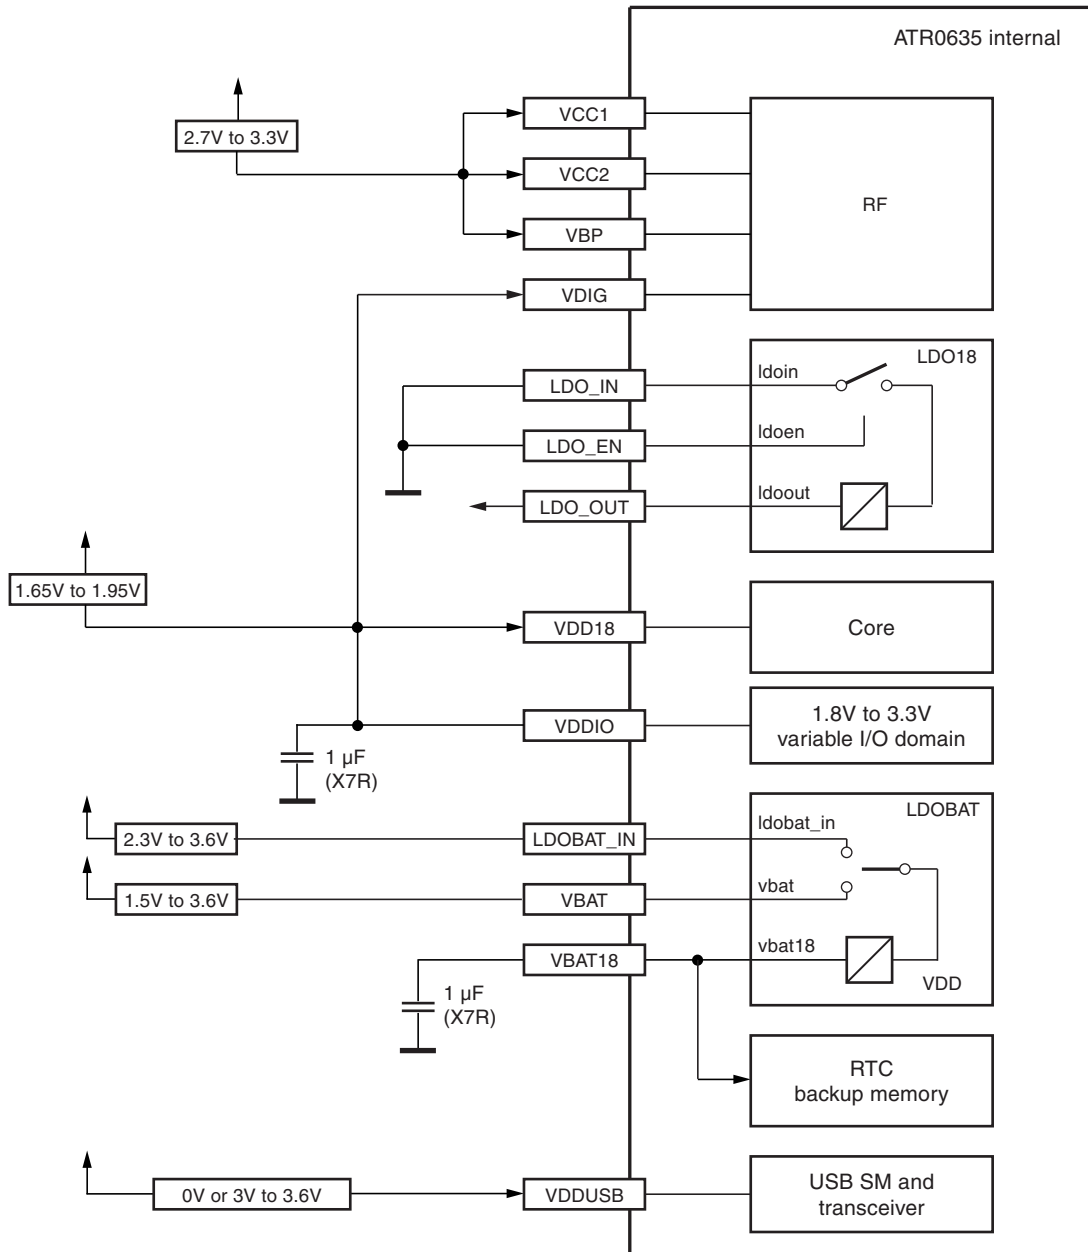 ATR0635 internal
2.7V to 3.3V
VCC1
VCC2
VBP
VDIG
RF
LDO_IN
LDO_EN
LDO_OUT
LDO18
ldoin
ldoen
ldoout
1.65V to 1.95V
VDD18
Core
VDDIO
1.8V to 3.3V
variable I/O domain
1 µF
(X7R)
2.3V to 3.6V
LDOBAT_IN
1.5V to 3.6V
VBAT
VBAT18
LDOBAT
ldobat_in
vbat
vbat18
VDD
1 µF
(X7R)
RTC
backup memory
0V or 3V to 3.6V
VDDUSB
USB SM and
transceiver